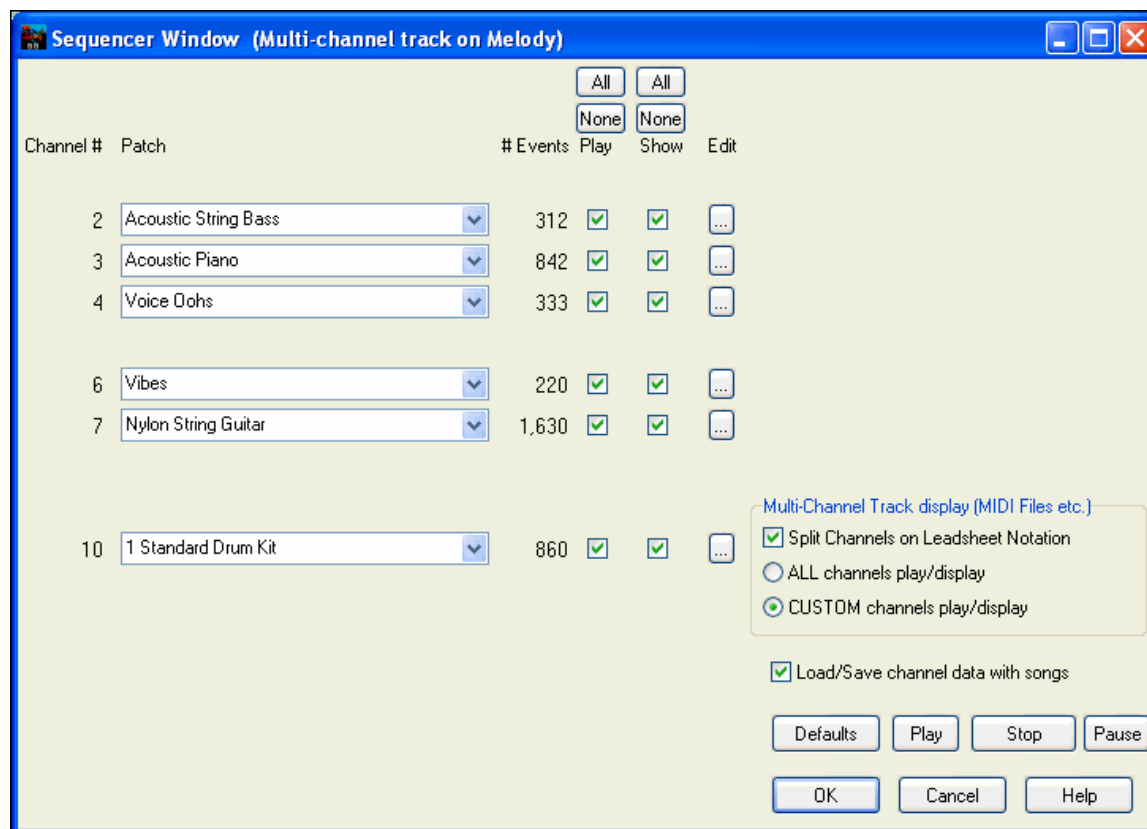 Sequencer Window (Multi-channel track on Melody)
All All
None None
Channel # Patch # Events Play Show Edit
2 Acoustic String Bass 312 ...
3 Acoustic Piano 842 ...
4 Voice Oohs 333 ...
6 Vibes 220 ...
7 Nylon String Guitar 1,630 ...
Multi-Channel Track display (MIDI Files etc.)
Split Channels on Leadsheet Notation
10 1 Standard Drum Kit 860 ...
ALL channels play/display
CUSTOM channels play/display
Load/Save channel data with songs
Defaults Play Stop Pause
OK Cancel Help